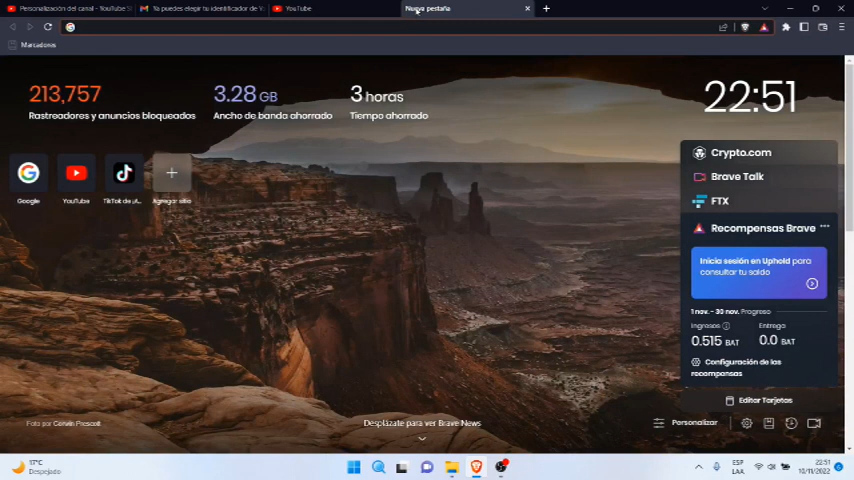 Personalización del canal - YouTube St
Ya puedes elegir tu identificador de Yo
YouTube
Nueva pestaña
Marcadores
213,757
Rastreadores y anuncios bloqueados
3.28 GB
Ancho de banda ahorrado
3 horas
Tiempo ahorrado
22:51
Google
YouTube
TikTok de ¡A...
Agregar sitio
Crypto.com
Brave Talk
FTX
Recompensas Brave
Inicia sesión en Uphold para
consultar tu saldo
1 nov. - 30 nov. Progreso
Ingresos
Entrega
0.515 BAT
0.0 BAT
Configuración de las
recompensas
Editar Tarjetas
Foto por Cerwin Prescott
Desplázate para ver Brave News
Personalizar
17°C
Despejado
ESP
LAA
22:51
10/11/2022